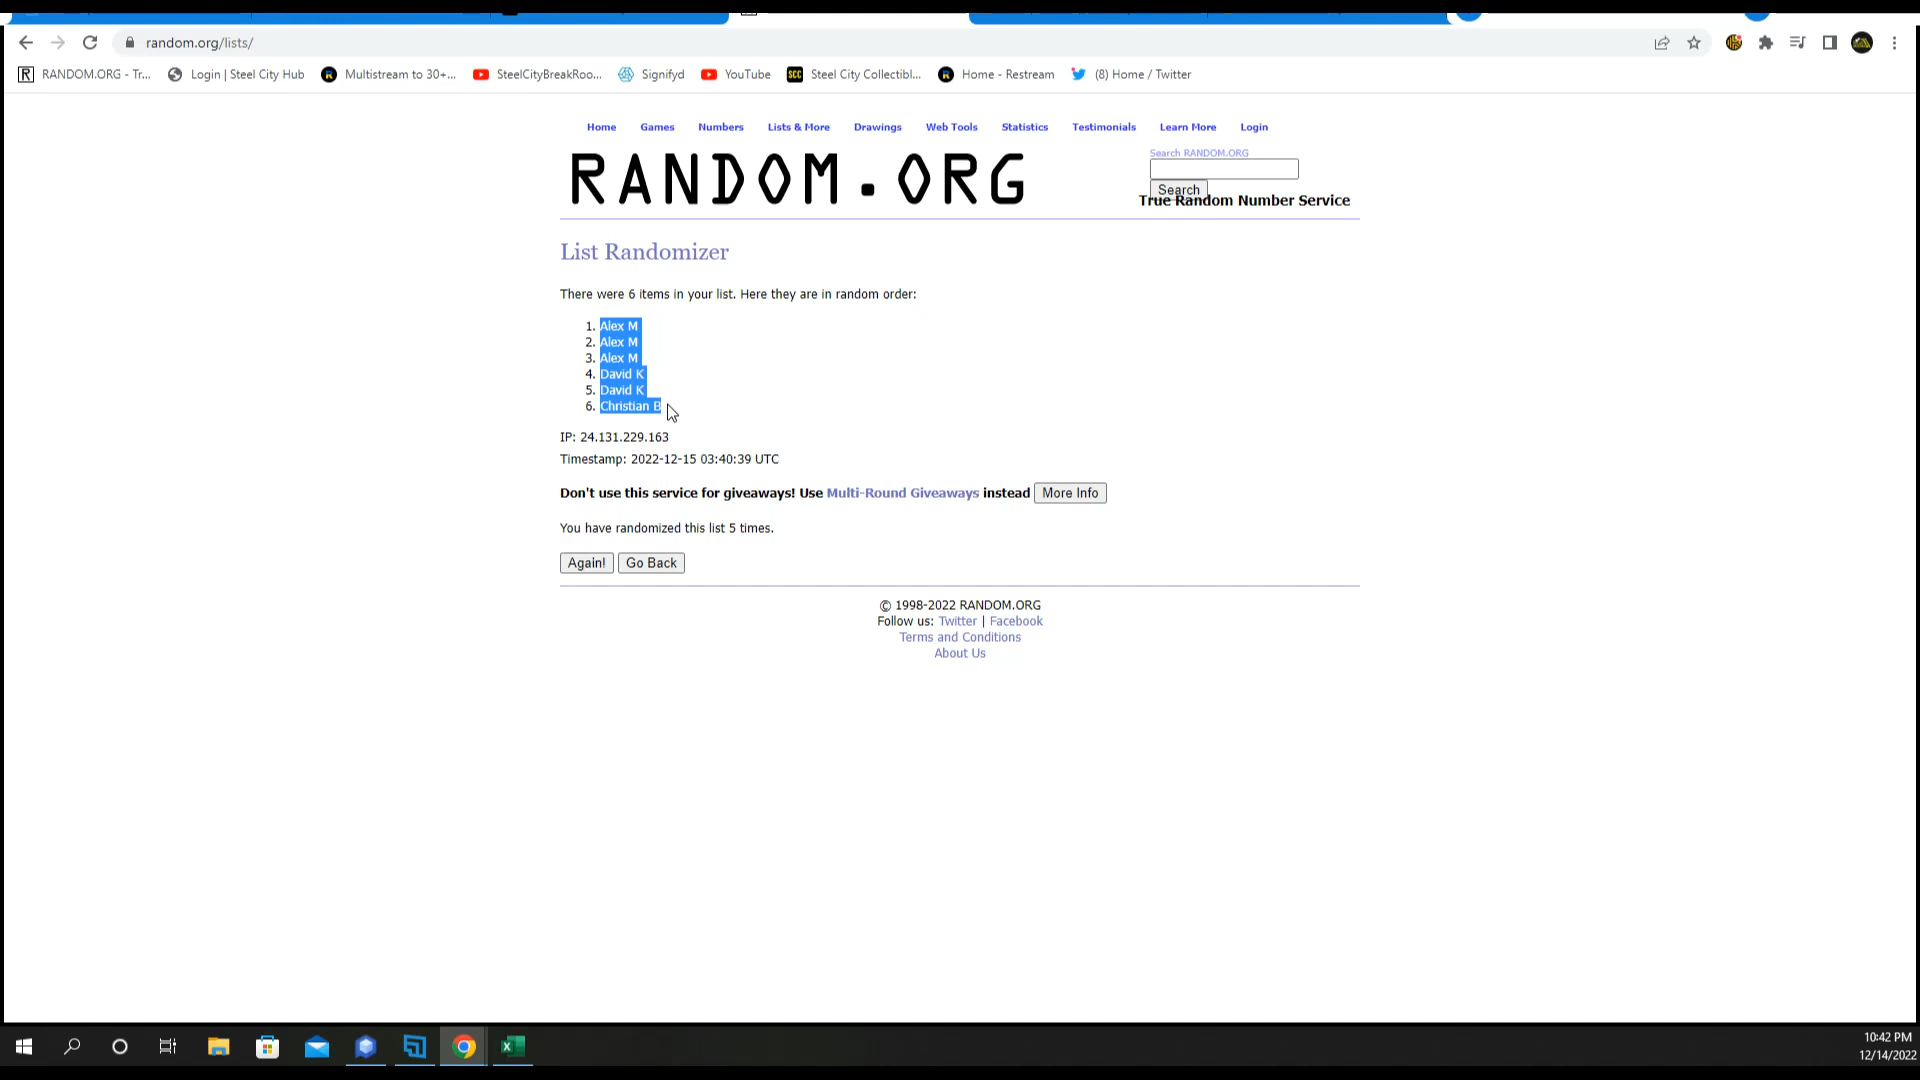 random.org/lists/
RANDOM.ORG - Tr...
Login | Steel City Hub
Multistream to 30+...
SteelCityBreakRoo...
Signifyd
YouTube
SCC
Steel City Collectibl...
Home - Restream
(8) Home / Twitter
Home Games Numbers Lists & More Drawings Web Tools Statistics Testimonials Learn More Login
RANDOM.ORG
Search RANDOM.ORG
Search
True Random Number Service
List Randomizer
There were 6 items in your list. Here they are in random order:
1. Alex M
2. Alex M
3. Alex M
4. David K
5. David K
6. Christian B
IP: 24.131.229.163
Timestamp: 2022-12-15 03:40:39 UTC
Don't use this service for giveaways! Use Multi-Round Giveaways instead More Info
You have randomized this list 5 times.
Again! Go Back
© 1998-2022 RANDOM.ORG
Follow us: Twitter | Facebook
Terms and Conditions
About Us
10:42 PM
12/14/2022